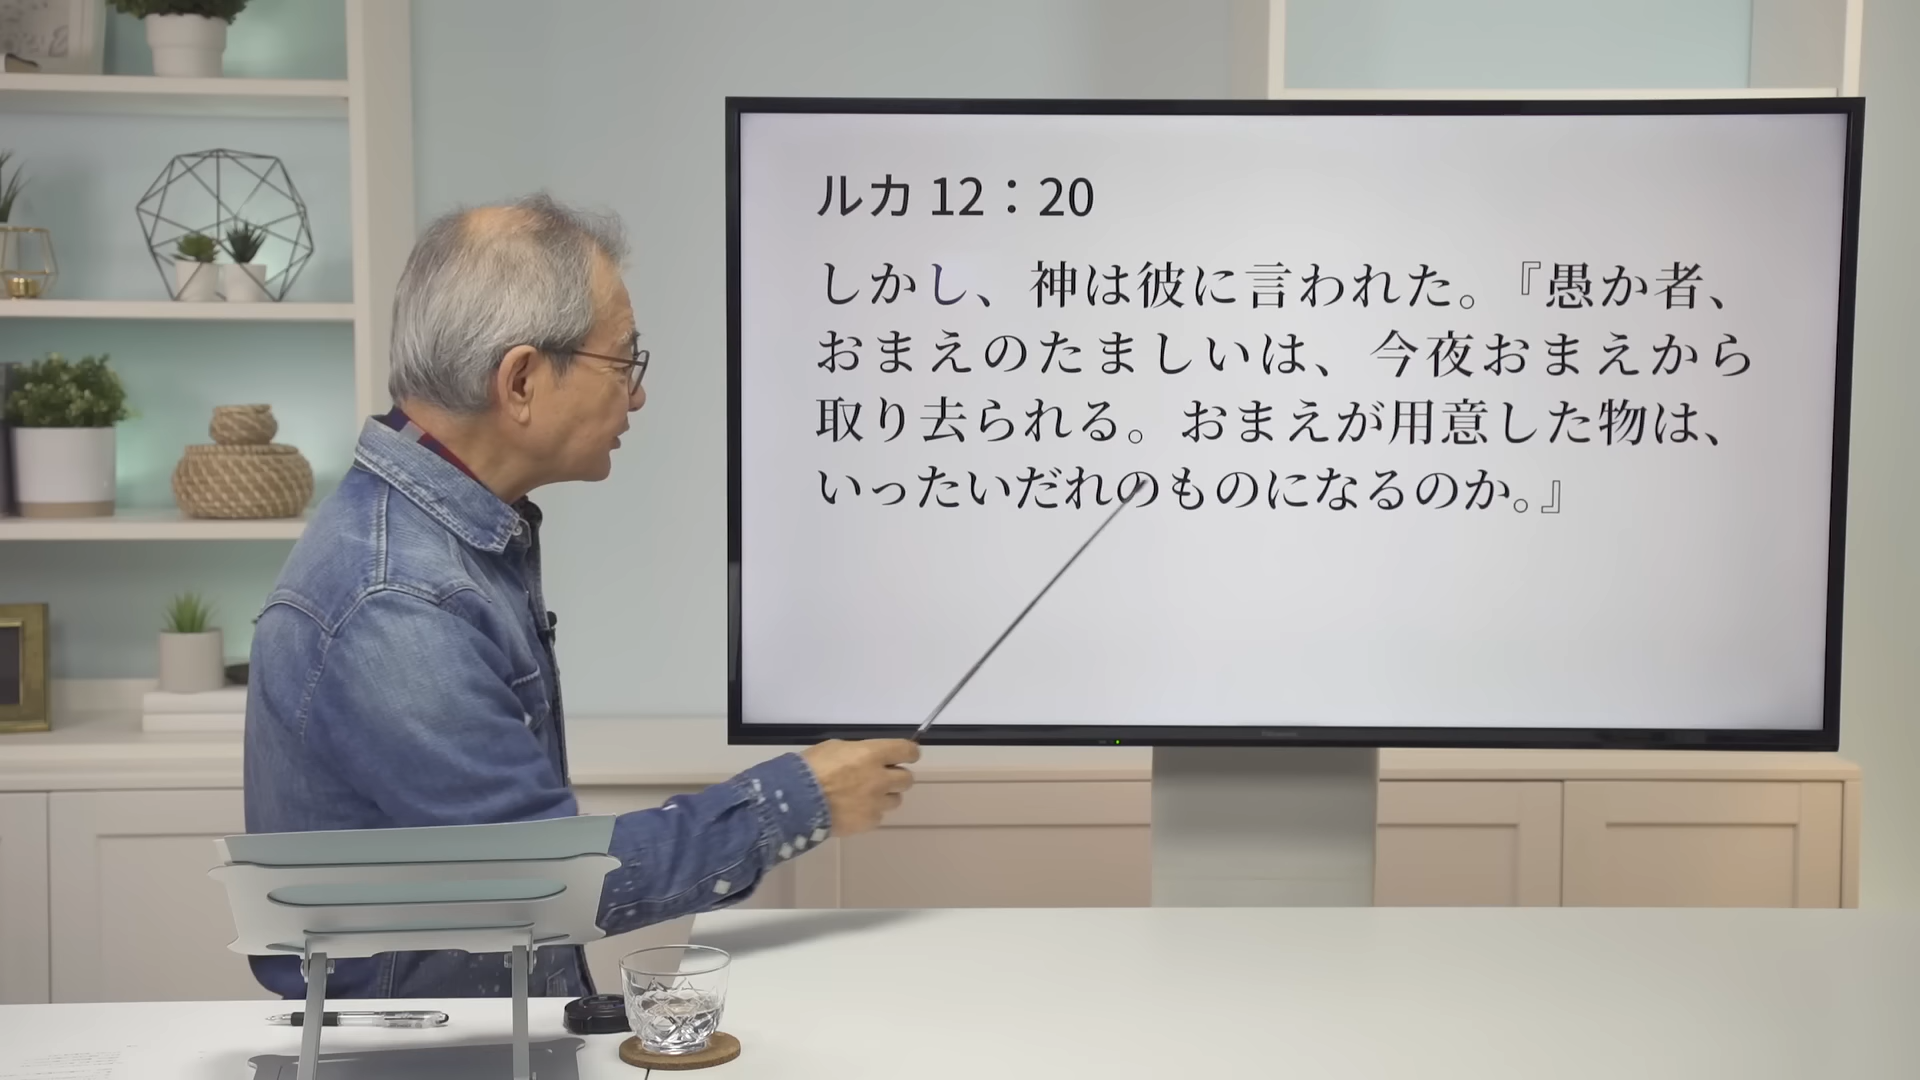 ルカ 12：20
しかし、神は彼に言われた。『愚か者、
おまえのたましいは、今夜おまえから
取り去られる。おまえが用意した物は、
いったいだれのものになるのか。』